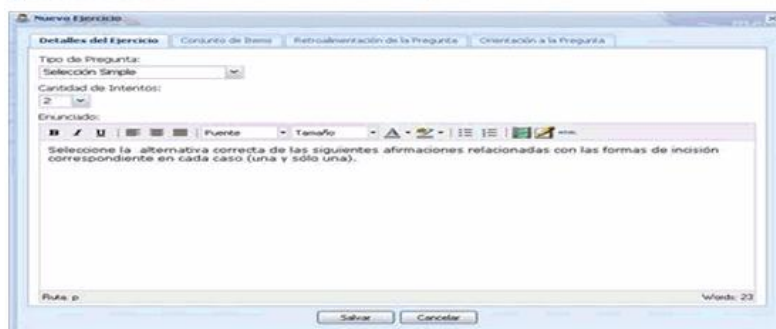 Nuevo Ejercicio
Detalles del Ejercicio Conjunto de Items Retroalimentación de la Pregunta Orientación a la Pregunta
Tipo de Pregunta:
Selección Simple
Cantidad de Intentos:
2
Enunciado:
B I U Fuente Tamaño A HTML
Seleccione la alternativa correcta de las siguientes afirmaciones relacionadas con las formas de incisión
correspondiente en cada caso (una y sólo una).
Ruta: p Words: 23
Salvar Cancelar